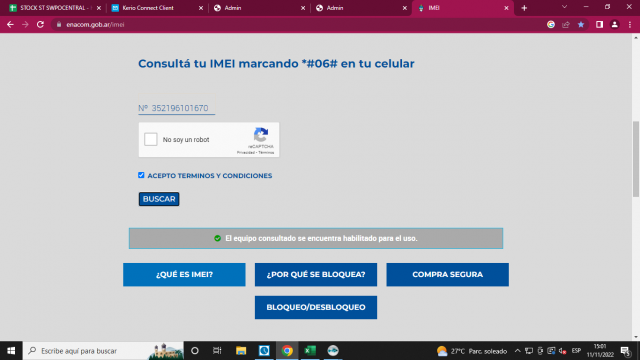 STOCK ST SWPOCENTRAL -
Kerio Connect Client
Admin
Admin
IMEI
enacom.gob.ar/imei
Consultá tu IMEI marcando *#06# en tu celular
Nº 352196101670
No soy un robot
reCAPTCHA
Privacidad • Términos
ACEPTO TERMINOS Y CONDICIONES
BUSCAR
El equipo consultado se encuentra habilitado para el uso.
¿QUÉ ES IMEI?
¿POR QUÉ SE BLOQUEA?
COMPRA SEGURA
BLOQUEO/DESBLOQUEO
Escribe aquí para buscar
27°C Parc. soleado
ESP
15:01
11/11/2022